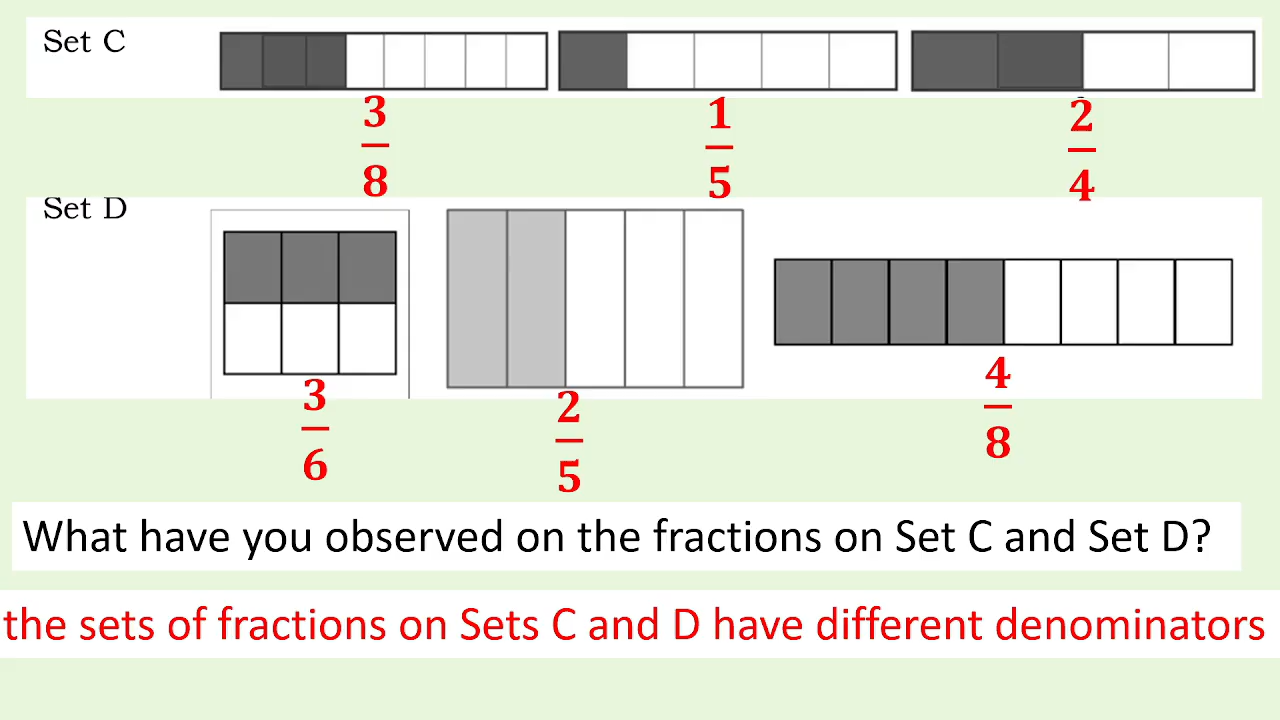 Set C
3/8 1/5 2/4
Set D
3/6 2/5 4/8
What have you observed on the fractions on Set C and Set D?
the sets of fractions on Sets C and D have different denominators